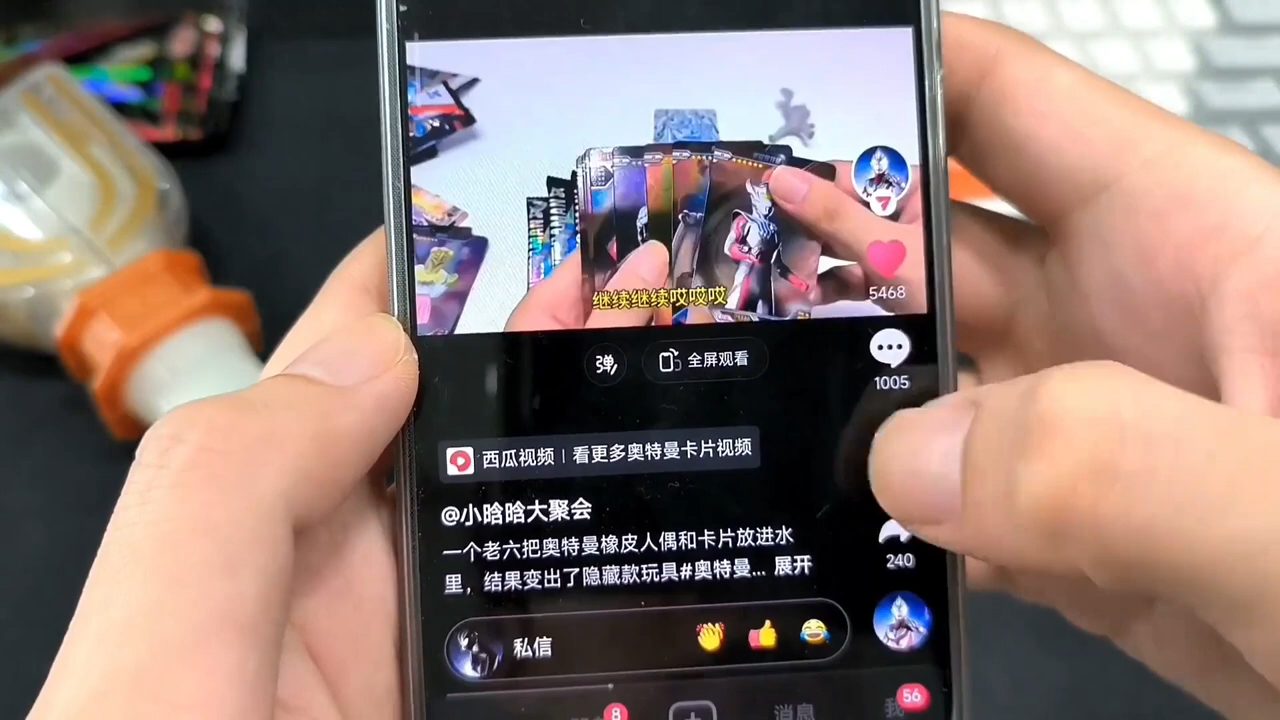 继续继续哎哎哎
5468
弹
全屏观看
1005
西瓜视频 | 看更多奥特曼卡片视频
@小晗晗大聚会
一个老六把奥特曼橡皮人偶和卡片放进水
里，结果变出了隐藏款玩具#奥特曼... 展开
240
私信
8
消息
我
56